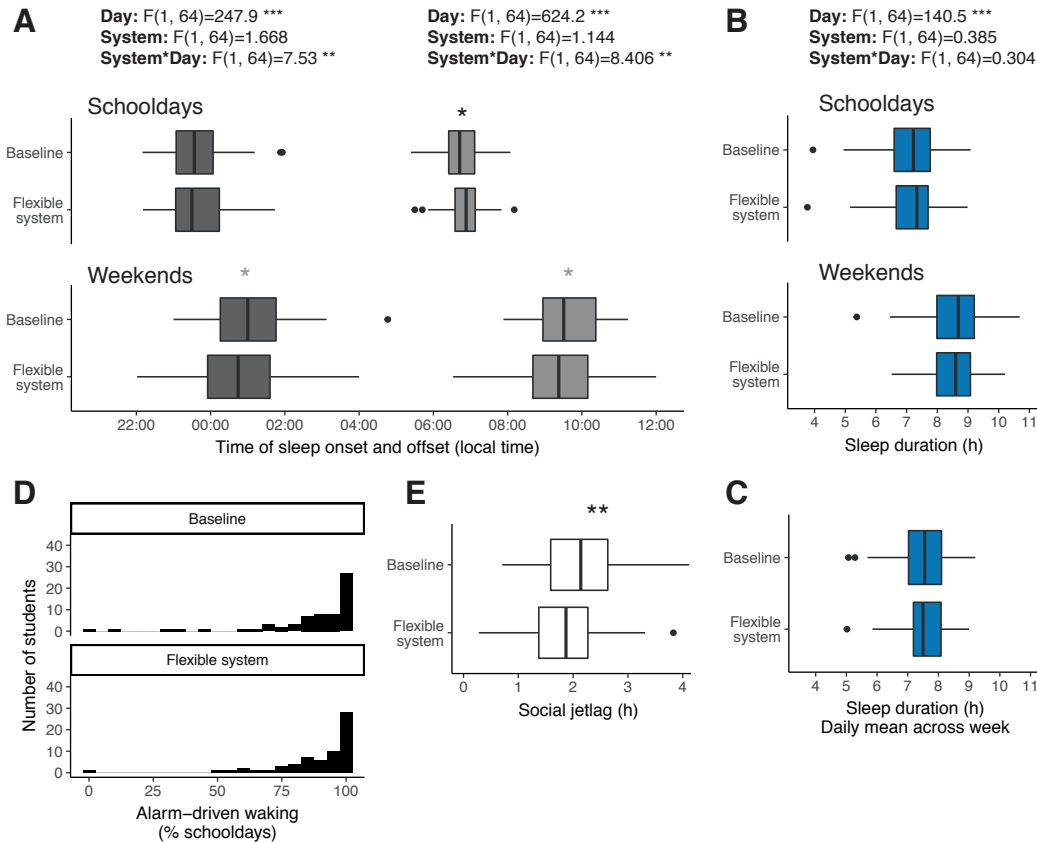 A
Day: F(1, 64)=247.9 ***
System: F(1, 64)=1.668
System*Day: F(1, 64)=7.53 **
Day: F(1, 64)=624.2 ***
System: F(1, 64)=1.144
System*Day: F(1, 64)=8.406 **
Schooldays
*
Baseline
Flexible
system
Weekends
*
*
Baseline
Flexible
system
22:00 00:00 02:00 04:00 06:00 08:00 10:00 12:00
Time of sleep onset and offset (local time)
B
Day: F(1, 64)=140.5 ***
System: F(1, 64)=0.385
System*Day: F(1, 64)=0.304
Schooldays
Baseline
Flexible
system
Weekends
Baseline
Flexible
system
4 5 6 7 8 9 10 11
Sleep duration (h)
D
Baseline
40
30
20
10
0
Flexible system
40
30
20
10
0
Number of students
0 25 50 75 100
Alarm−driven waking
(% schooldays)
E
**
Baseline
Flexible
system
0 1 2 3 4
Social jetlag (h)
C
Baseline
Flexible
system
4 5 6 7 8 9 10 11
Sleep duration (h)
Daily mean across week